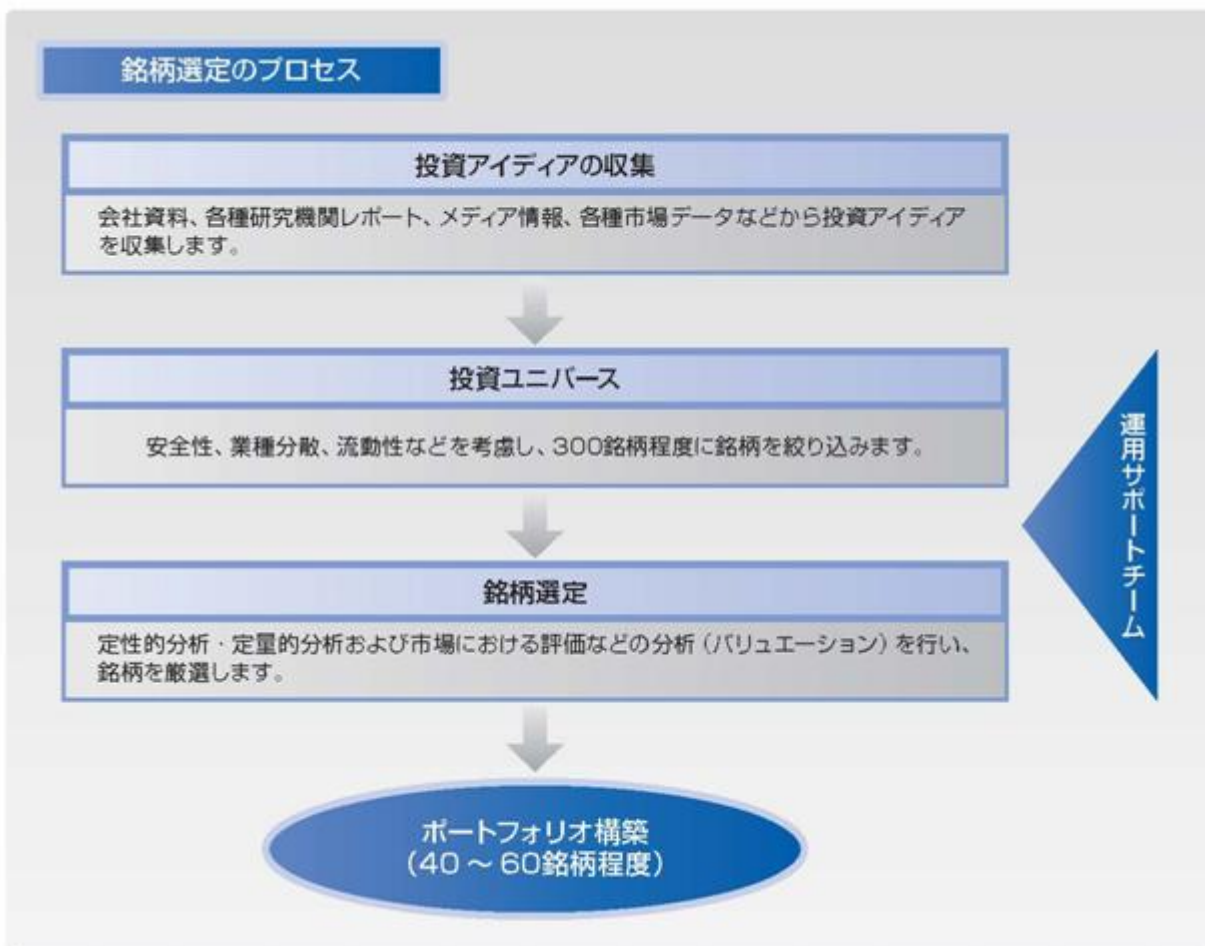 銘柄選定のプロセス
投資アイディアの収集
会社資料、各種研究機関レポート、メディア情報、各種市場データなどから投資アイディア
を収集します。
投資ユニバース
安全性、業種分散、流動性などを考慮し、300銘柄程度に銘柄を絞り込みます。
運用サポートチーム
銘柄選定
定性的分析・定量的分析および市場における評価などの分析（バリュエーション）を行い、
銘柄を厳選します。
ポートフォリオ構築
（40～60銘柄程度）